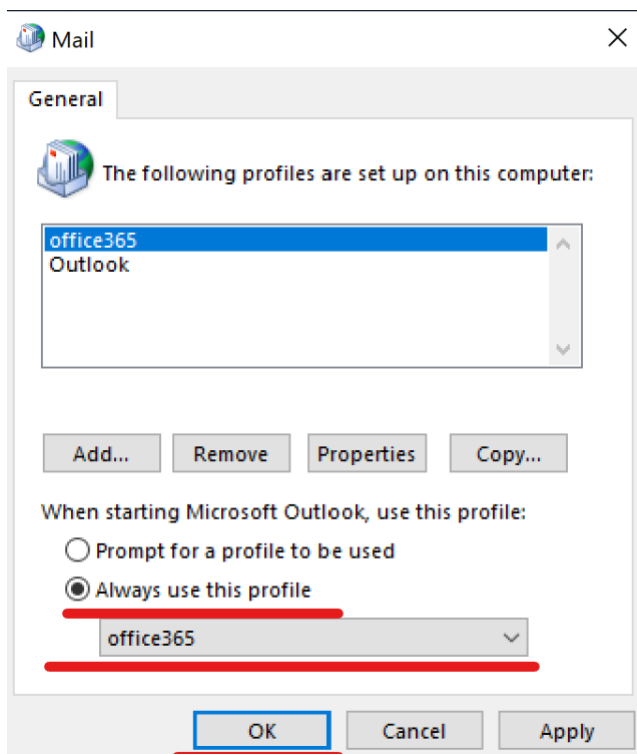 Mail
General
The following profiles are set up on this computer:
office365
Outlook
Add... Remove Properties Copy...
When starting Microsoft Outlook, use this profile:
Prompt for a profile to be used
Always use this profile
office365
OK Cancel Apply